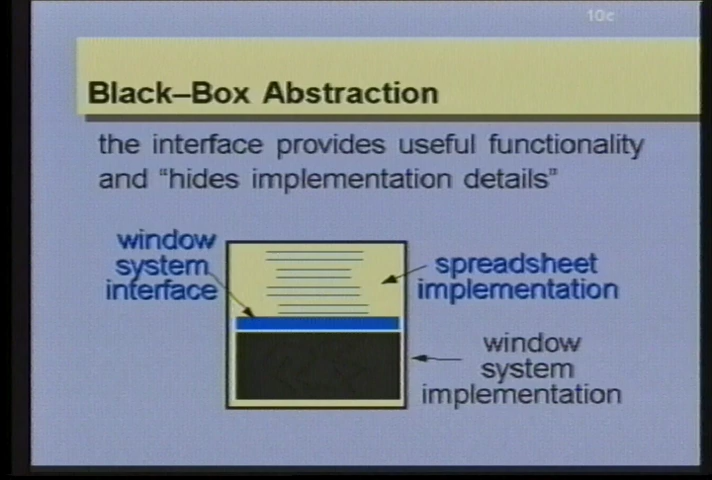 10c
Black–Box Abstraction
the interface provides useful functionality
and “hides implementation details”
window
system
interface
spreadsheet
implementation
window
system
implementation